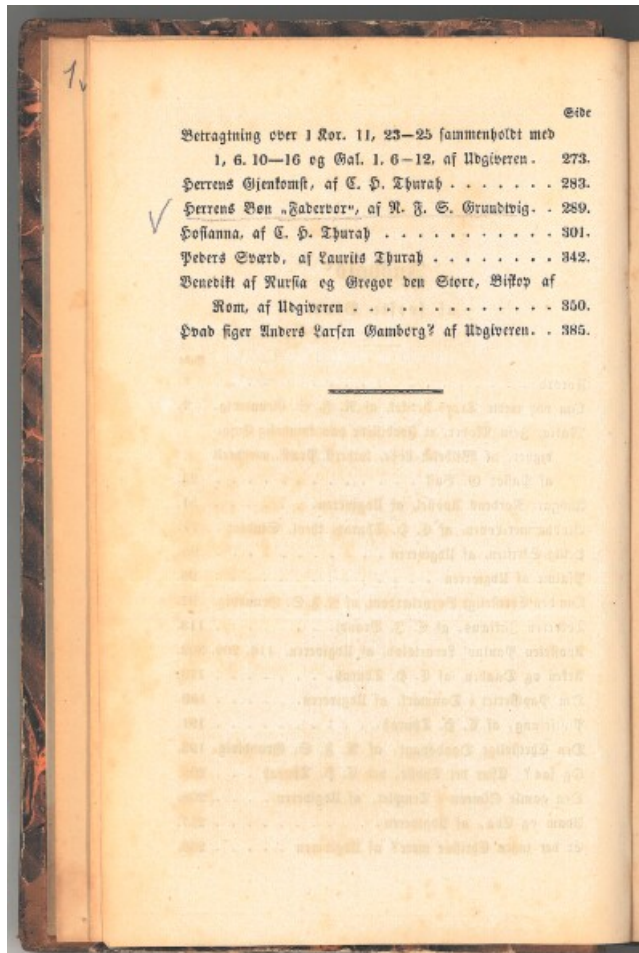 1.
Side
Betragtning over 1 Kor. 11, 23—25 sammenholdt med
1, 6. 10—16 og Gal. 1, 6—12, af Udgiveren. 273.
Herrens Gjenkomst, af C. H. Thurah . . . . . . . 283.
Herrens Bøn „Fadervor“, af N. F. S. Grundtvig. . 289.
Hosianna, af C. H. Thurah . . . . . . . . . . . 301.
Peders Sværd, af Laurits Thurah . . . . . . . . 342.
Benedikt af Nursia og Gregor den Store, Biskop af
Rom, af Udgiveren . . . . . . . . . . . . . 350.
Hvad siger Anders Larsen Gamborg? af Udgiveren. . 385.